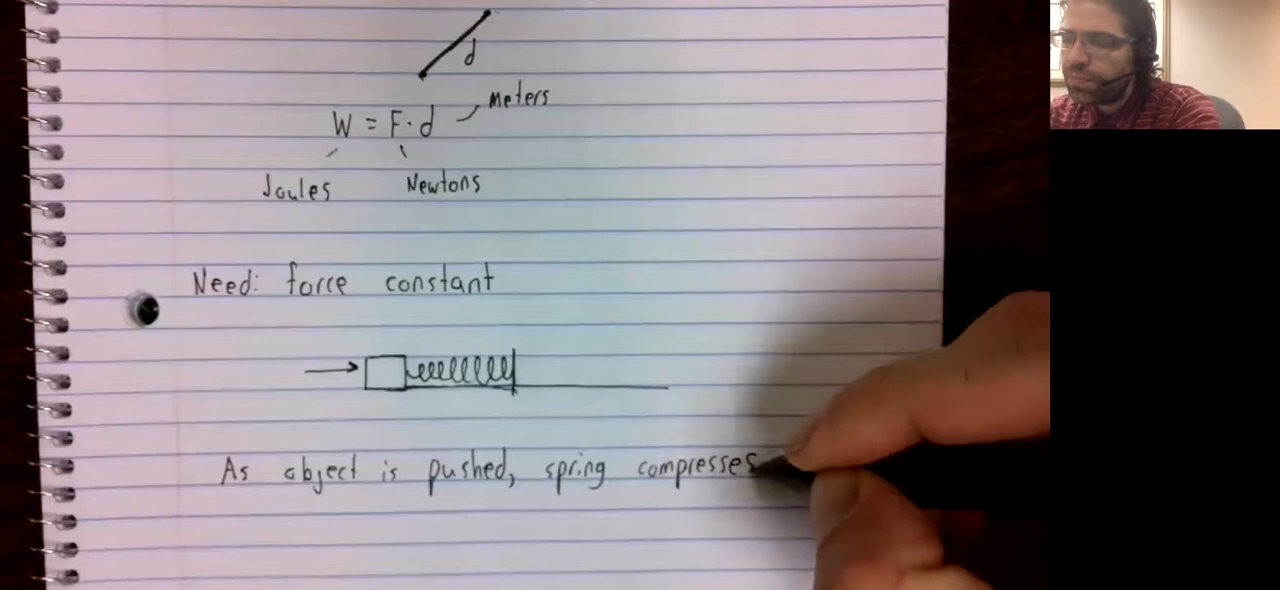 d
W = F·d
Meters
Joules
Newtons
Need: force constant
As object is pushed, spring compresses